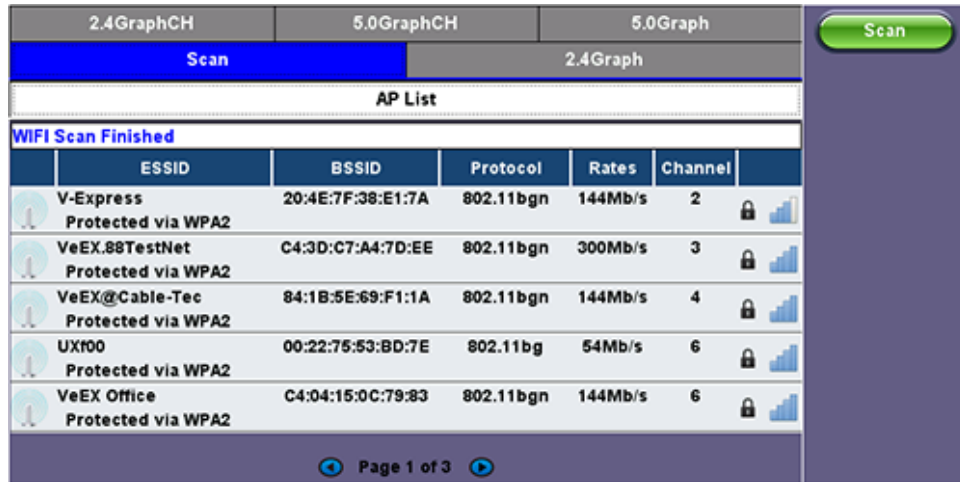 2.4GraphCH 5.0GraphCH 5.0Graph Scan
Scan 2.4Graph
AP List
WIFI Scan Finished
ESSID BSSID Protocol Rates Channel
V-Express 20:4E:7F:38:E1:7A 802.11bgn 144Mb/s 2
Protected via WPA2
VeEX.88TestNet C4:3D:C7:A4:7D:EE 802.11bgn 300Mb/s 3
Protected via WPA2
VeEX@Cable-Tec 84:1B:5E:69:F1:1A 802.11bgn 144Mb/s 4
Protected via WPA2
UXf00 00:22:75:53:BD:7E 802.11bg 54Mb/s 6
Protected via WPA2
VeEX Office C4:04:15:0C:79:83 802.11bgn 144Mb/s 6
Protected via WPA2
Page 1 of 3